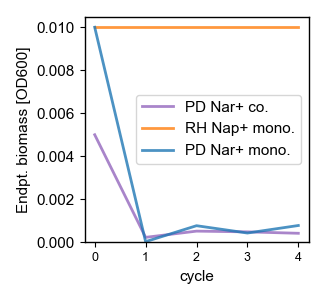 Endpt. biomass [OD600]
0.010
0.008
0.006
0.004
0.002
0.000
PD Nar+ co.
RH Nap+ mono.
PD Nar+ mono.
0 1 2 3 4
cycle